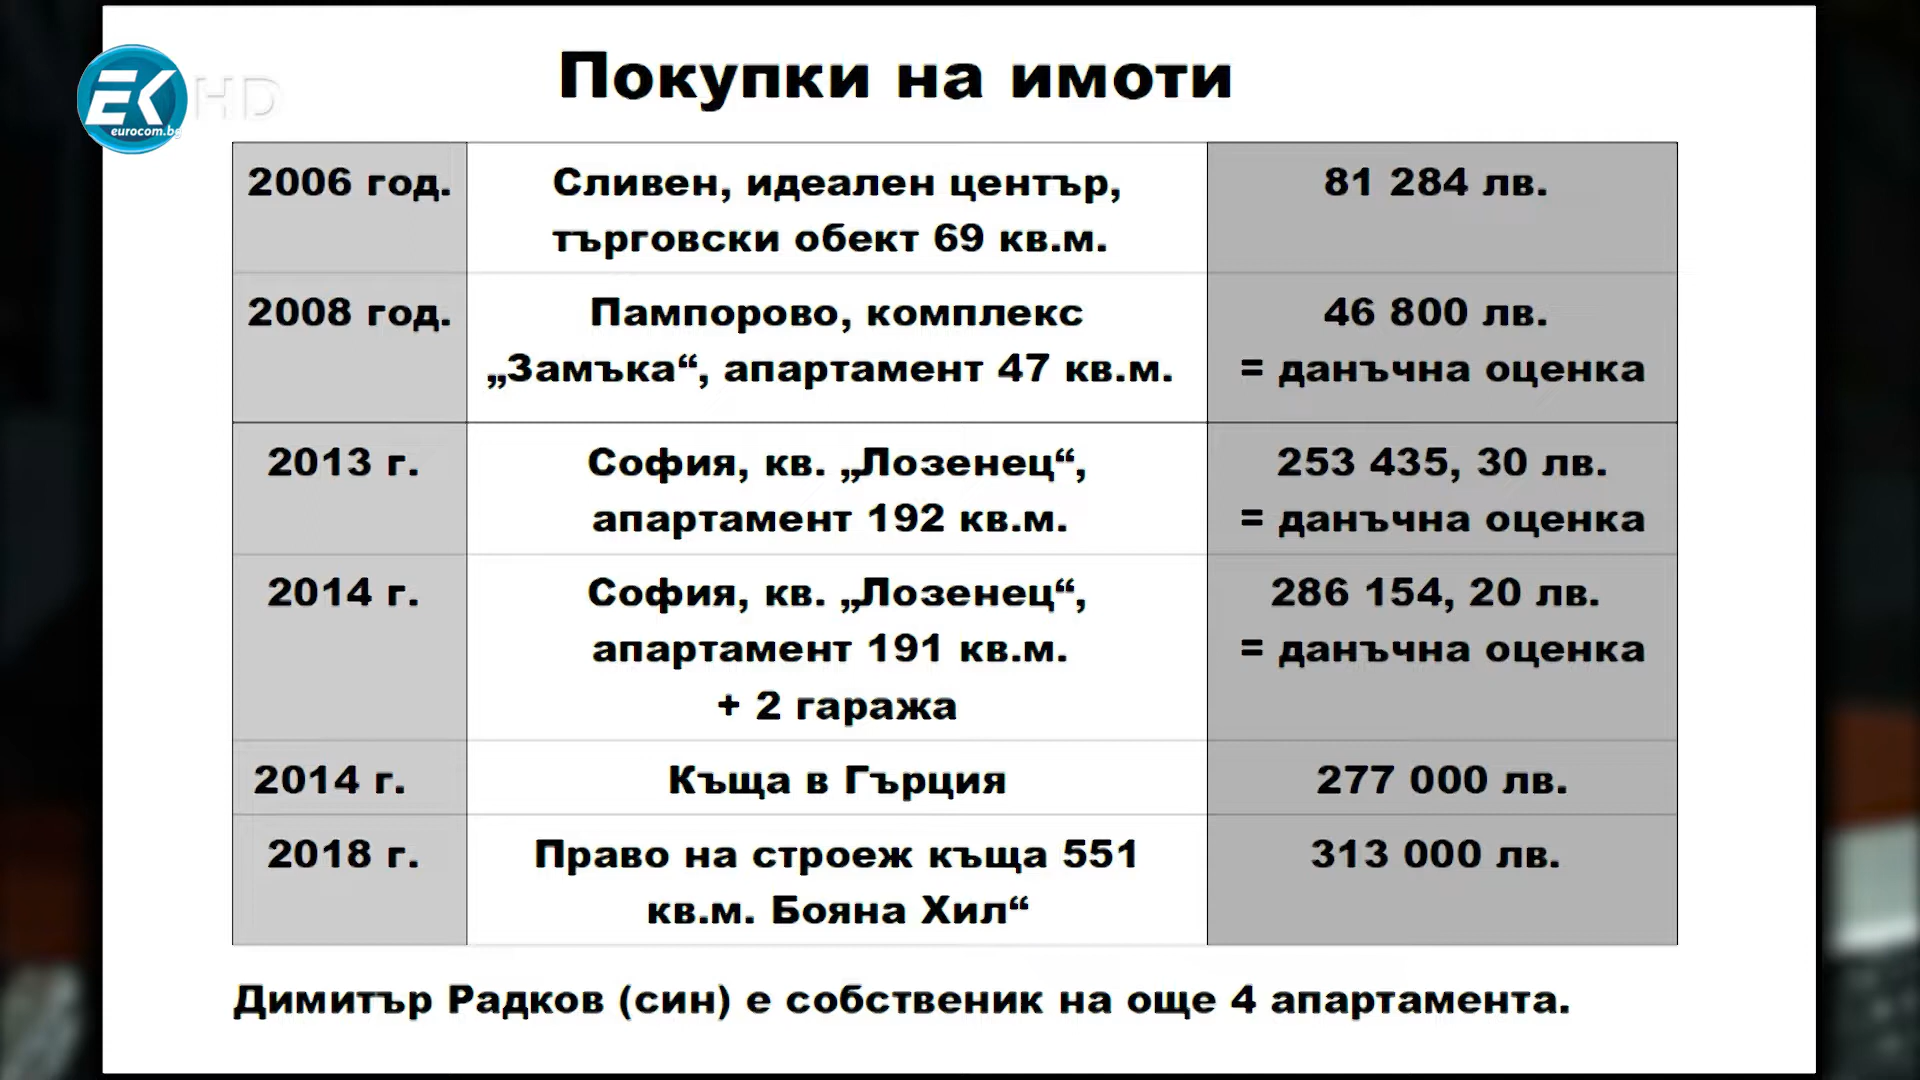 EK HD
eurocom.bg
Покупки на имоти
2006 год.
Сливен, идеален център,
търговски обект 69 кв.м.
81 284 лв.
2008 год.
Пампорово, комплекс
„Замъка“, апартамент 47 кв.м.
46 800 лв.
= данъчна оценка
2013 г.
София, кв. „Лозенец“,
апартамент 192 кв.м.
253 435, 30 лв.
= данъчна оценка
2014 г.
София, кв. „Лозенец“,
апартамент 191 кв.м.
+ 2 гаража
286 154, 20 лв.
= данъчна оценка
2014 г.
Къща в Гърция
277 000 лв.
2018 г.
Право на строеж къща 551
кв.м. Бояна Хил“
313 000 лв.
Димитър Радков (син) е собственик на още 4 апартамента.